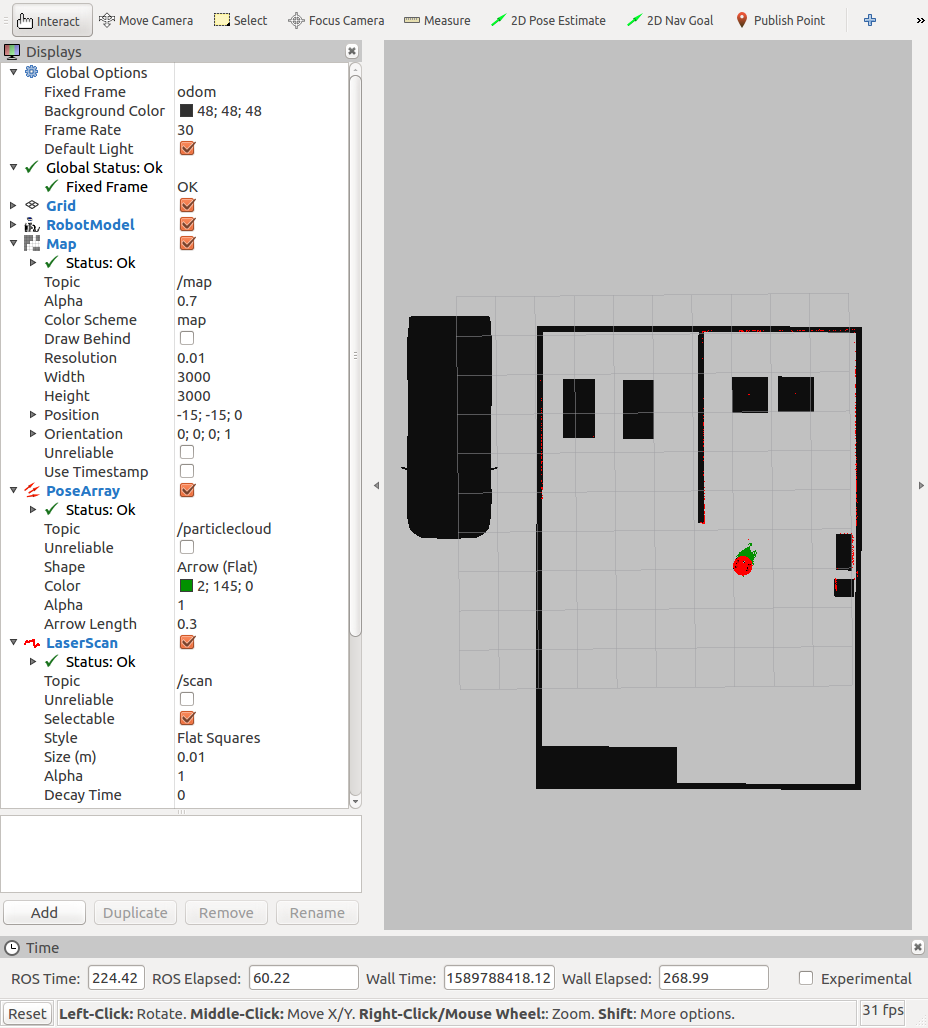 Interact Move Camera Select Focus Camera Measure 2D Pose Estimate 2D Nav Goal Publish Point »
Displays
Global Options
Fixed Frame odom
Background Color 48; 48; 48
Frame Rate 30
Default Light
Global Status: Ok
Fixed Frame OK
Grid
RobotModel
Map
Status: Ok
Topic /map
Alpha 0.7
Color Scheme map
Draw Behind
Resolution 0.01
Width 3000
Height 3000
Position -15; -15; 0
Orientation 0; 0; 0; 1
Unreliable
Use Timestamp
PoseArray
Status: Ok
Topic /particlecloud
Unreliable
Shape Arrow (Flat)
Color 2; 145; 0
Alpha 1
Arrow Length 0.3
LaserScan
Status: Ok
Topic /scan
Unreliable
Selectable
Style Flat Squares
Size (m) 0.01
Alpha 1
Decay Time 0
Add Duplicate Remove Rename
Time
ROS Time: 224.42 ROS Elapsed: 60.22 Wall Time: 1589788418.12 Wall Elapsed: 268.99 Experimental
Reset Left-Click: Rotate. Middle-Click: Move X/Y. Right-Click/Mouse Wheel:: Zoom. Shift: More options. 31 fps